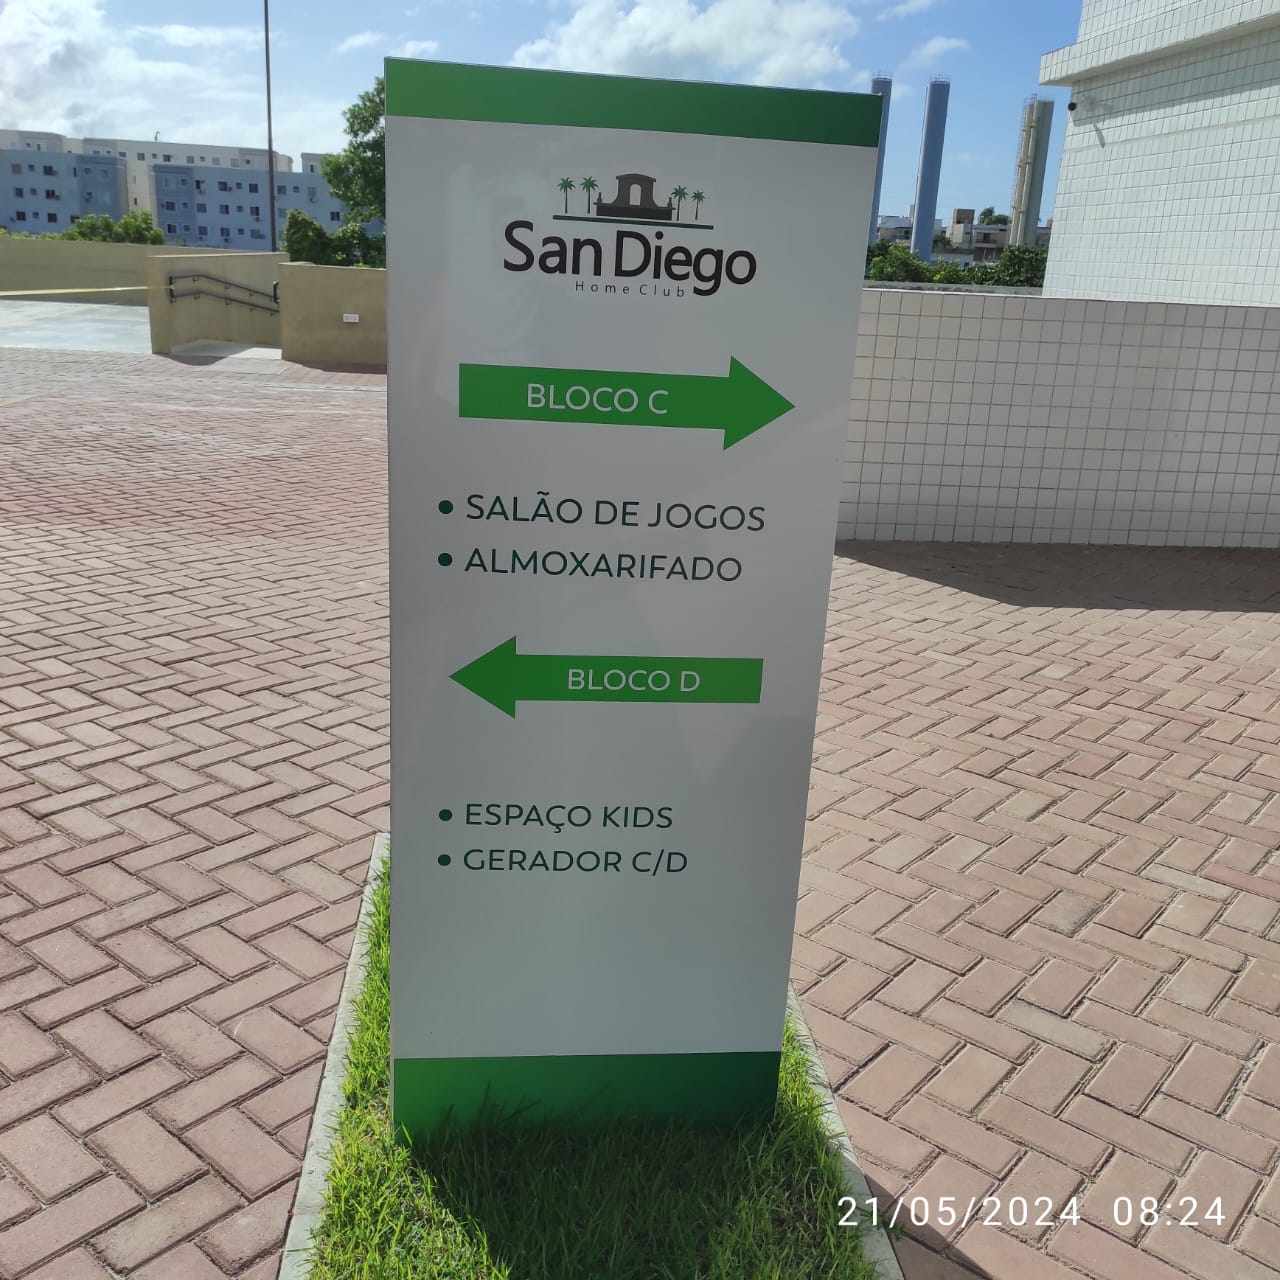 San Diego
Home Club
BLOCO C
• SALÃO DE JOGOS
• ALMOXARIFADO
BLOCO D
• ESPAÇO KIDS
• GERADOR C/D
21/05/2024 08:24